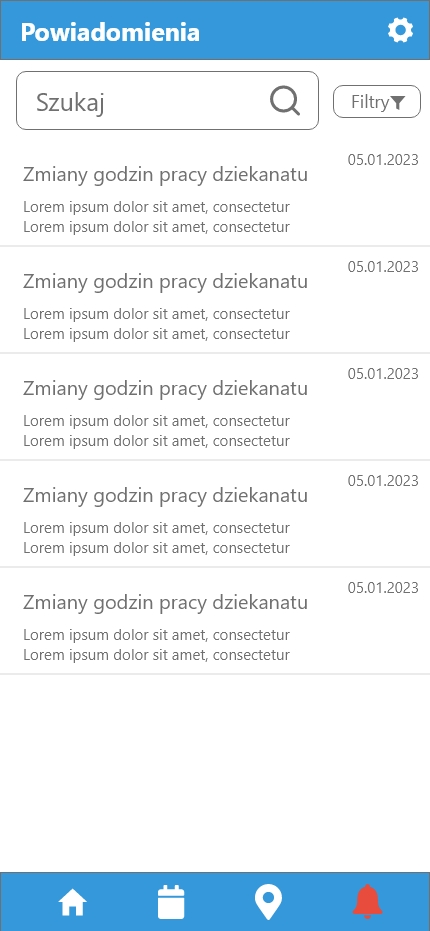 Powiadomienia
Szukaj
Filtry
05.01.2023
Zmiany godzin pracy dziekanatu
Lorem ipsum dolor sit amet, consectetur
Lorem ipsum dolor sit amet, consectetur
05.01.2023
Zmiany godzin pracy dziekanatu
Lorem ipsum dolor sit amet, consectetur
Lorem ipsum dolor sit amet, consectetur
05.01.2023
Zmiany godzin pracy dziekanatu
Lorem ipsum dolor sit amet, consectetur
Lorem ipsum dolor sit amet, consectetur
05.01.2023
Zmiany godzin pracy dziekanatu
Lorem ipsum dolor sit amet, consectetur
Lorem ipsum dolor sit amet, consectetur
05.01.2023
Zmiany godzin pracy dziekanatu
Lorem ipsum dolor sit amet, consectetur
Lorem ipsum dolor sit amet, consectetur